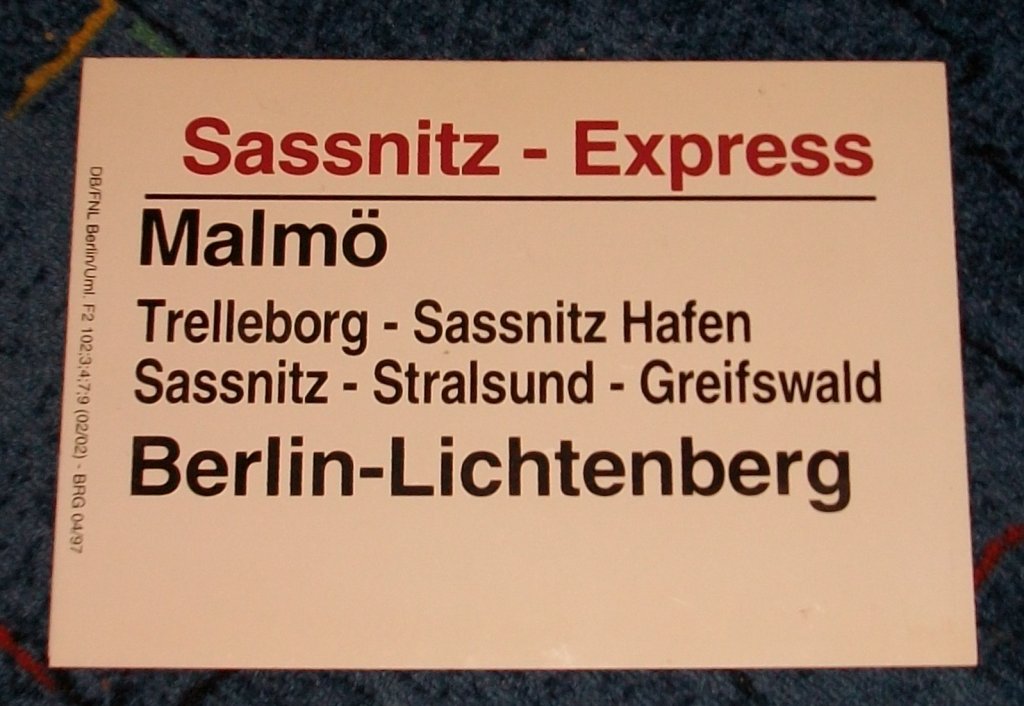 Sassnitz - Express
Malmö
Trelleborg - Sassnitz Hafen
Sassnitz - Stralsund - Greifswald
Berlin-Lichtenberg
DB/FNL Berlin/Uml. F2 102;3;4;7;9 (02/02) - BRG 04/97